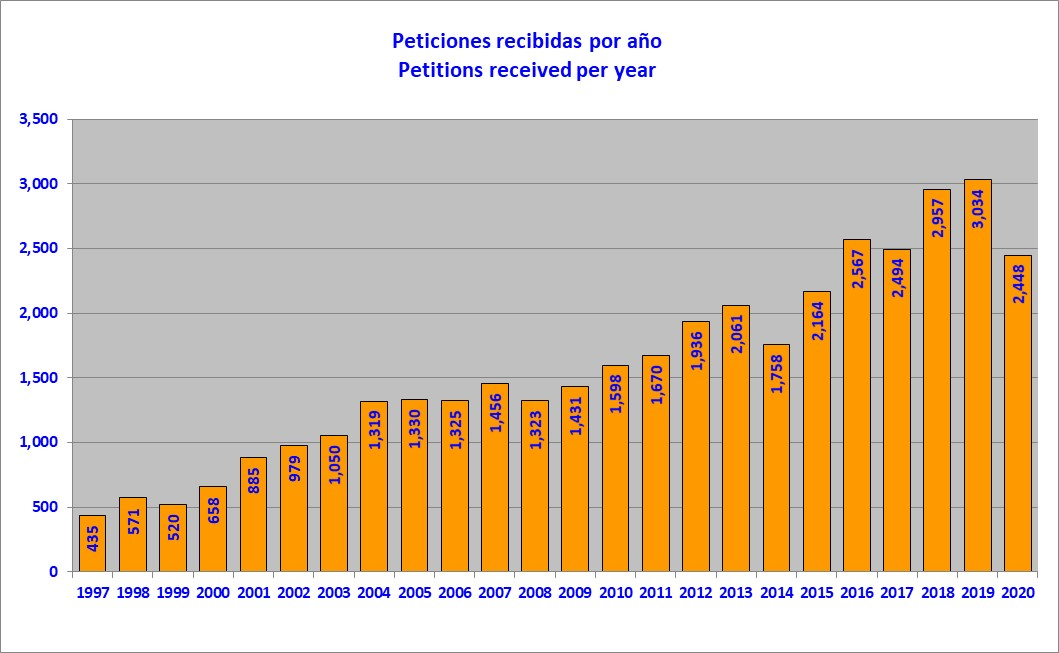 Peticiones recibidas por año
Petitions received per year
3,500
3,000
2,500
2,000
1,500
1,000
500
0
435 571 520 658 885 979 1,050 1,319 1,330 1,325 1,456 1,323 1,431 1,598 1,670 1,936 2,061 1,758 2,164 2,567 2,494 2,957 3,034 2,448
1997 1998 1999 2000 2001 2002 2003 2004 2005 2006 2007 2008 2009 2010 2011 2012 2013 2014 2015 2016 2017 2018 2019 2020